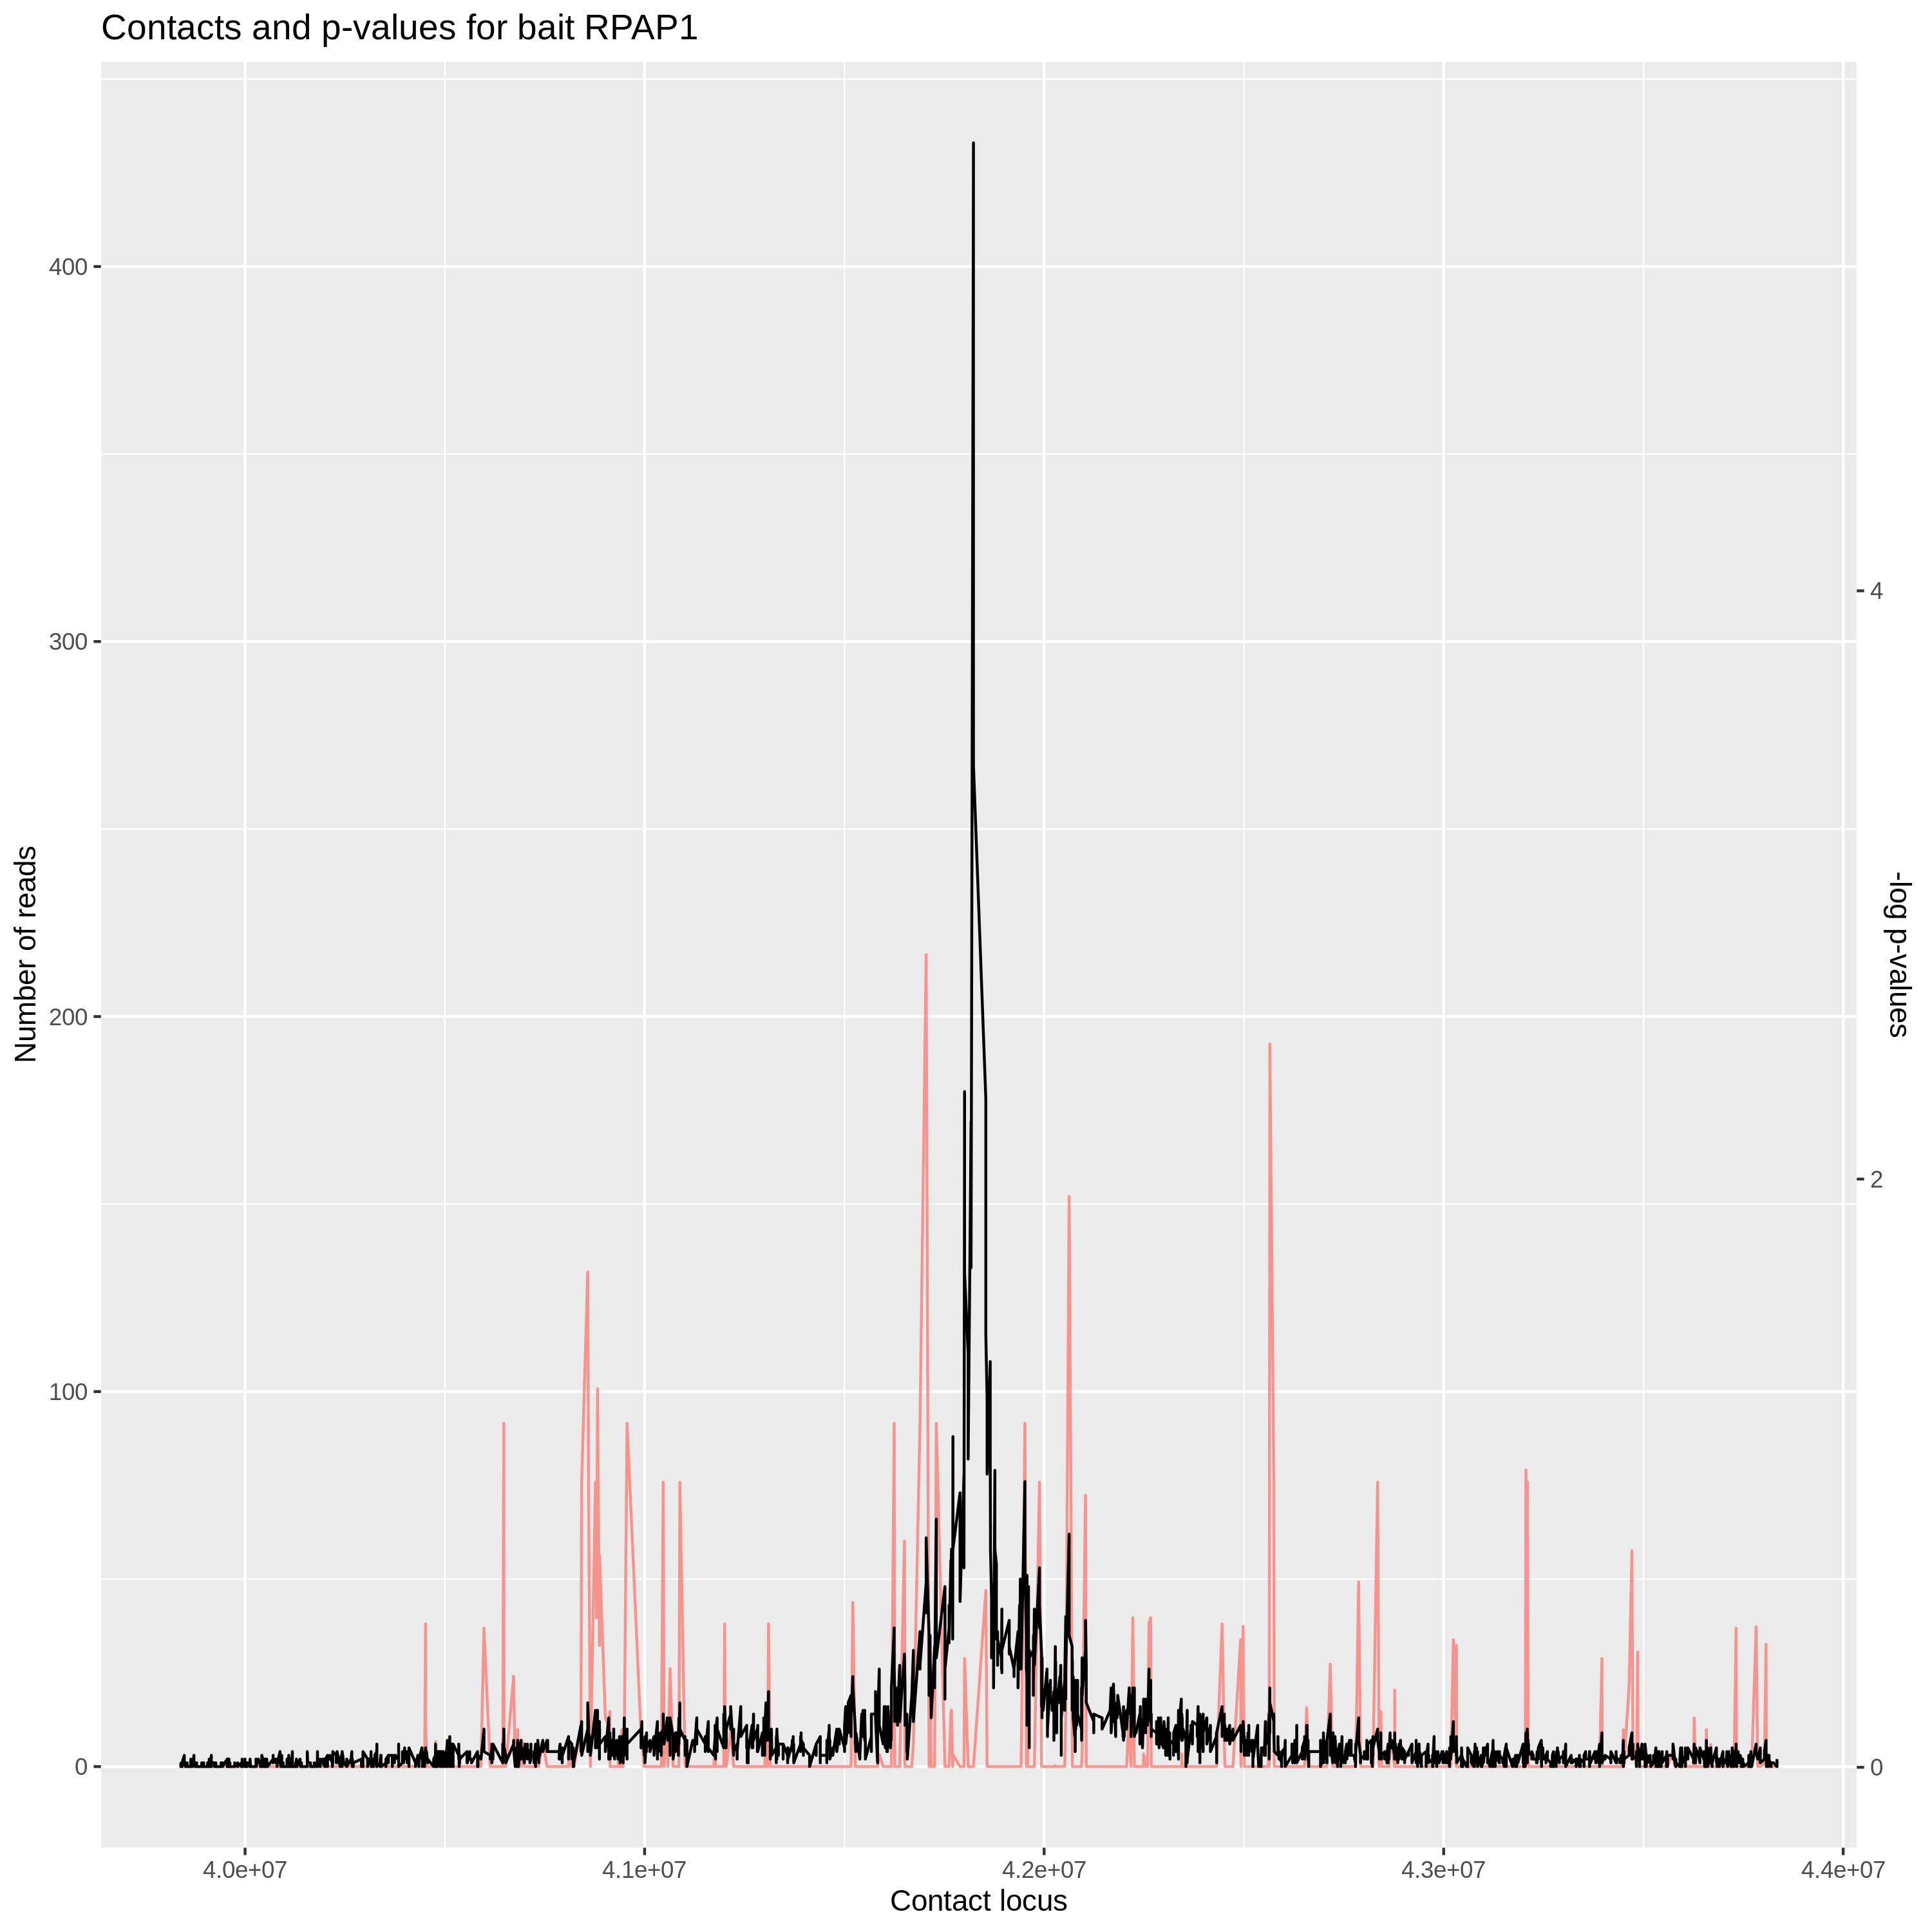 Contacts and p-values for bait RPAP1
Number of reads
400
300
200
100
0
4
2
0
-log p-values
4.0e+07
4.1e+07
4.2e+07
4.3e+07
4.4e+07
Contact locus